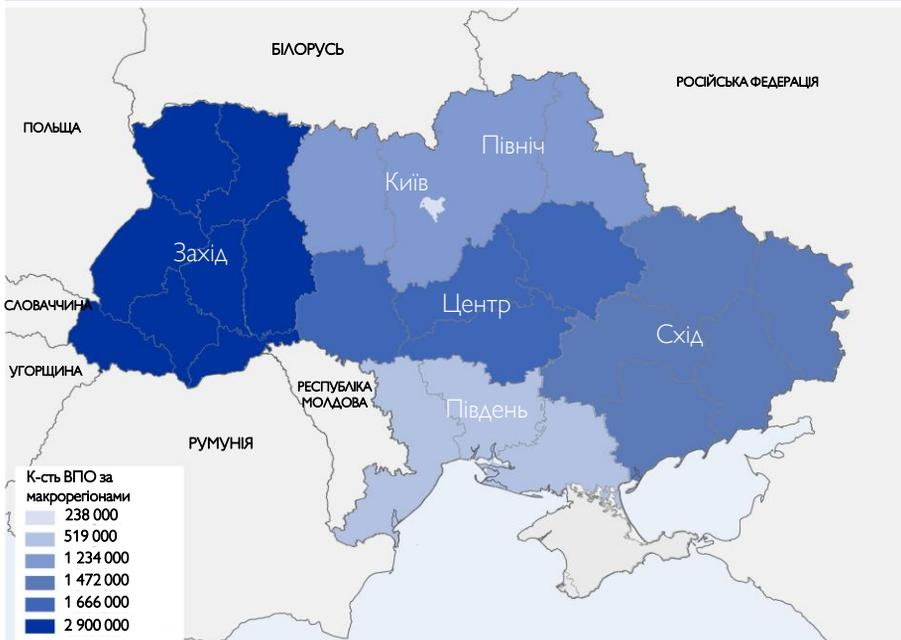 БІЛОРУСЬ
РОСІЙСЬКА ФЕДЕРАЦІЯ
ПОЛЬЩА
Північ
Київ
Захід
СЛОВАЧЧИНА
Центр
Схід
УГОРЩИНА
РЕСПУБЛІКА
МОЛДОВА
Південь
РУМУНІЯ
К-сть ВПО за
макрорегіонами
238 000
519 000
1 234 000
1 472 000
1 666 000
2 900 000